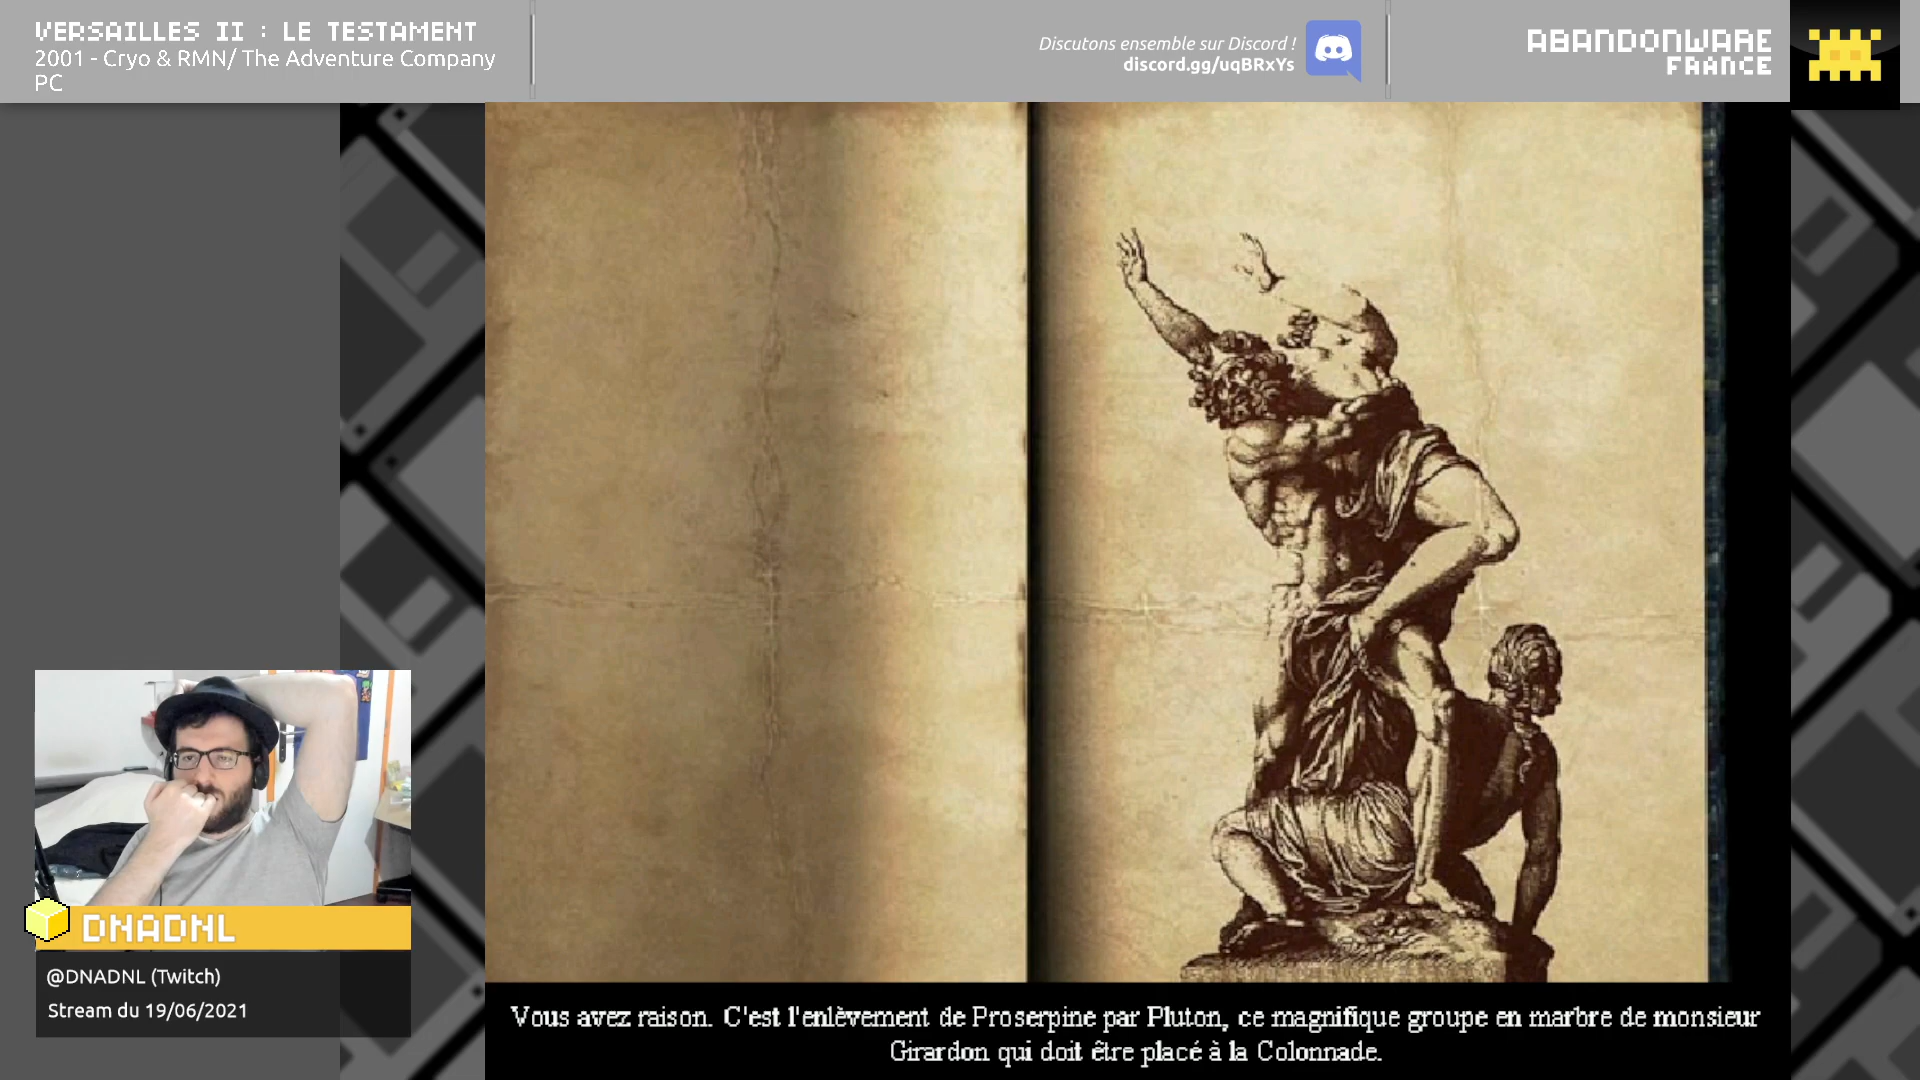 VERSAILLES II : LE TESTAMENT
2001 - Cryo & RMN/ The Adventure Company
PC
Discutons ensemble sur Discord !
discord.gg/uqBRxYs
ABANDONWARE
FRANCE
DNADNL
@DNADNL (Twitch)
Stream du 19/06/2021
Vous avez raison. C'est l'enlèvement de Proserpine par Pluton, ce magnifique groupe en marbre de monsieur
Girardon qui doit être placé à la Colonnade.